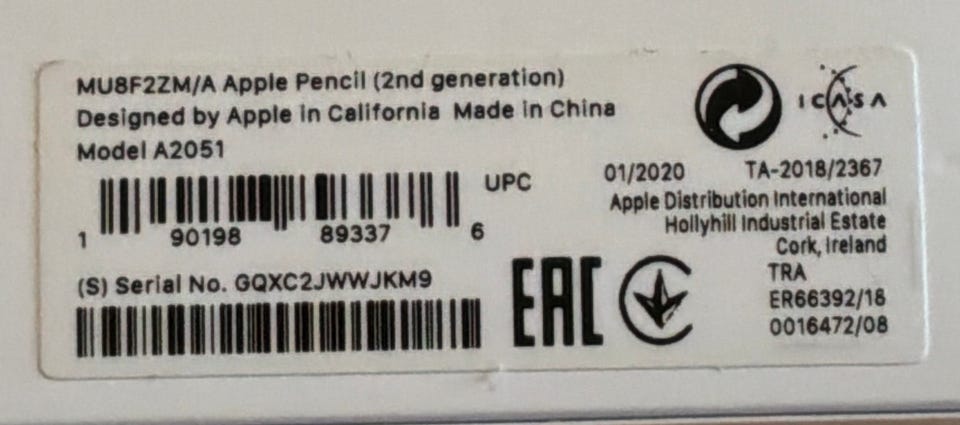 MU8F2ZM/A Apple Pencil (2nd generation)
Designed by Apple in California Made in China
Model A2051
UPC
1 90198 89337 6
(S) Serial No. GQXC2JWWJKM9
EAC
ICASA
01/2020 TA-2018/2367
Apple Distribution International
Hollyhill Industrial Estate
Cork, Ireland
TRA
ER66392/18
0016472/08